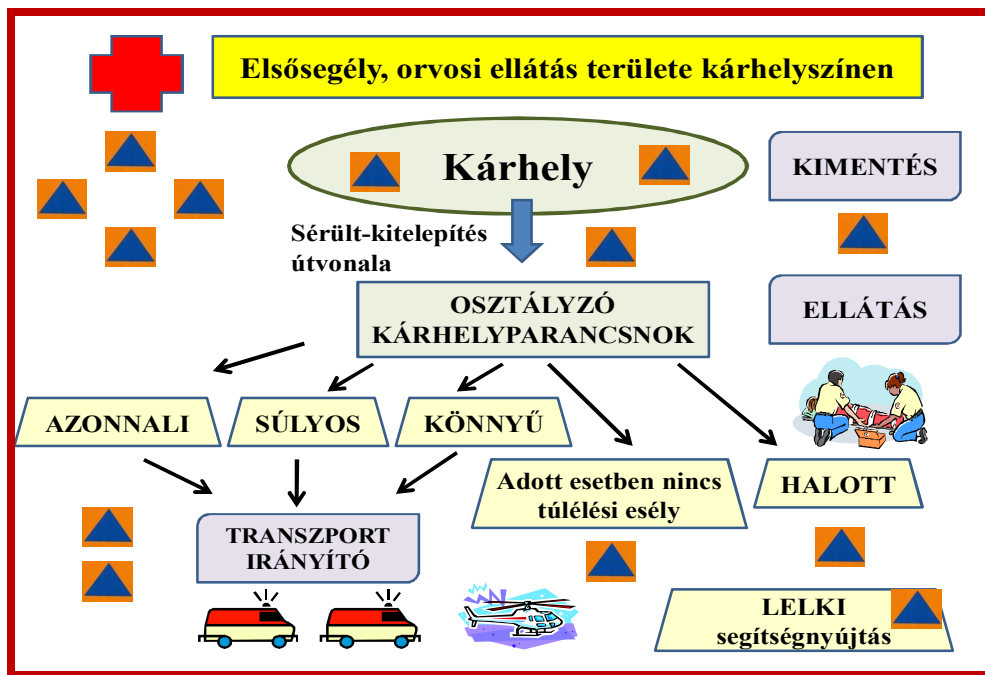 Elsősegély, orvosi ellátás területe kárhelyszínen
Kárhely
KIMENTÉS
Sérült-kitelepítés
útvonala
OSZTÁLYZÓ
KÁRHELYPARANCSNOK
ELLÁTÁS
AZONNALI
SÚLYOS
KÖNNYŰ
Adott esetben nincs
túlélési esély
HALOTT
TRANSZPORT
IRÁNYÍTÓ
LELKI
segítségnyújtás